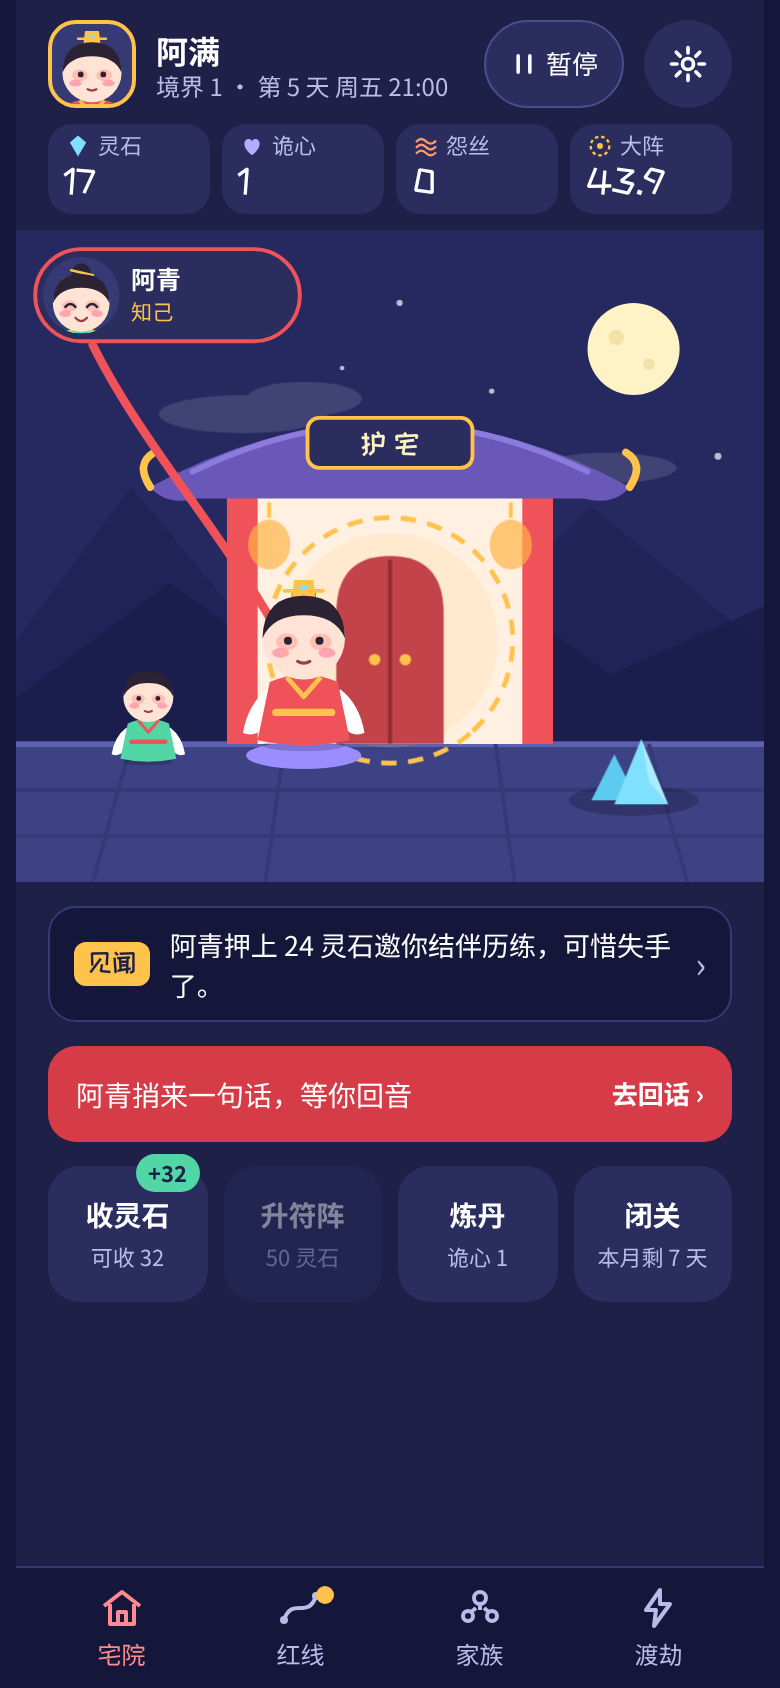 阿满
境界 1 · 第 5 天 周五 21:00
暂停
灵石
17
诡心
1
怨丝
0
大阵
43.9
阿青
知己
护宅
见闻
阿青押上 24 灵石邀你结伴历练，可惜失手
了。
阿青捎来一句话，等你回音
去回话 ›
+32
收灵石
可收 32
升符阵
50 灵石
炼丹
诡心 1
闭关
本月剩 7 天
宅院
红线
家族
渡劫